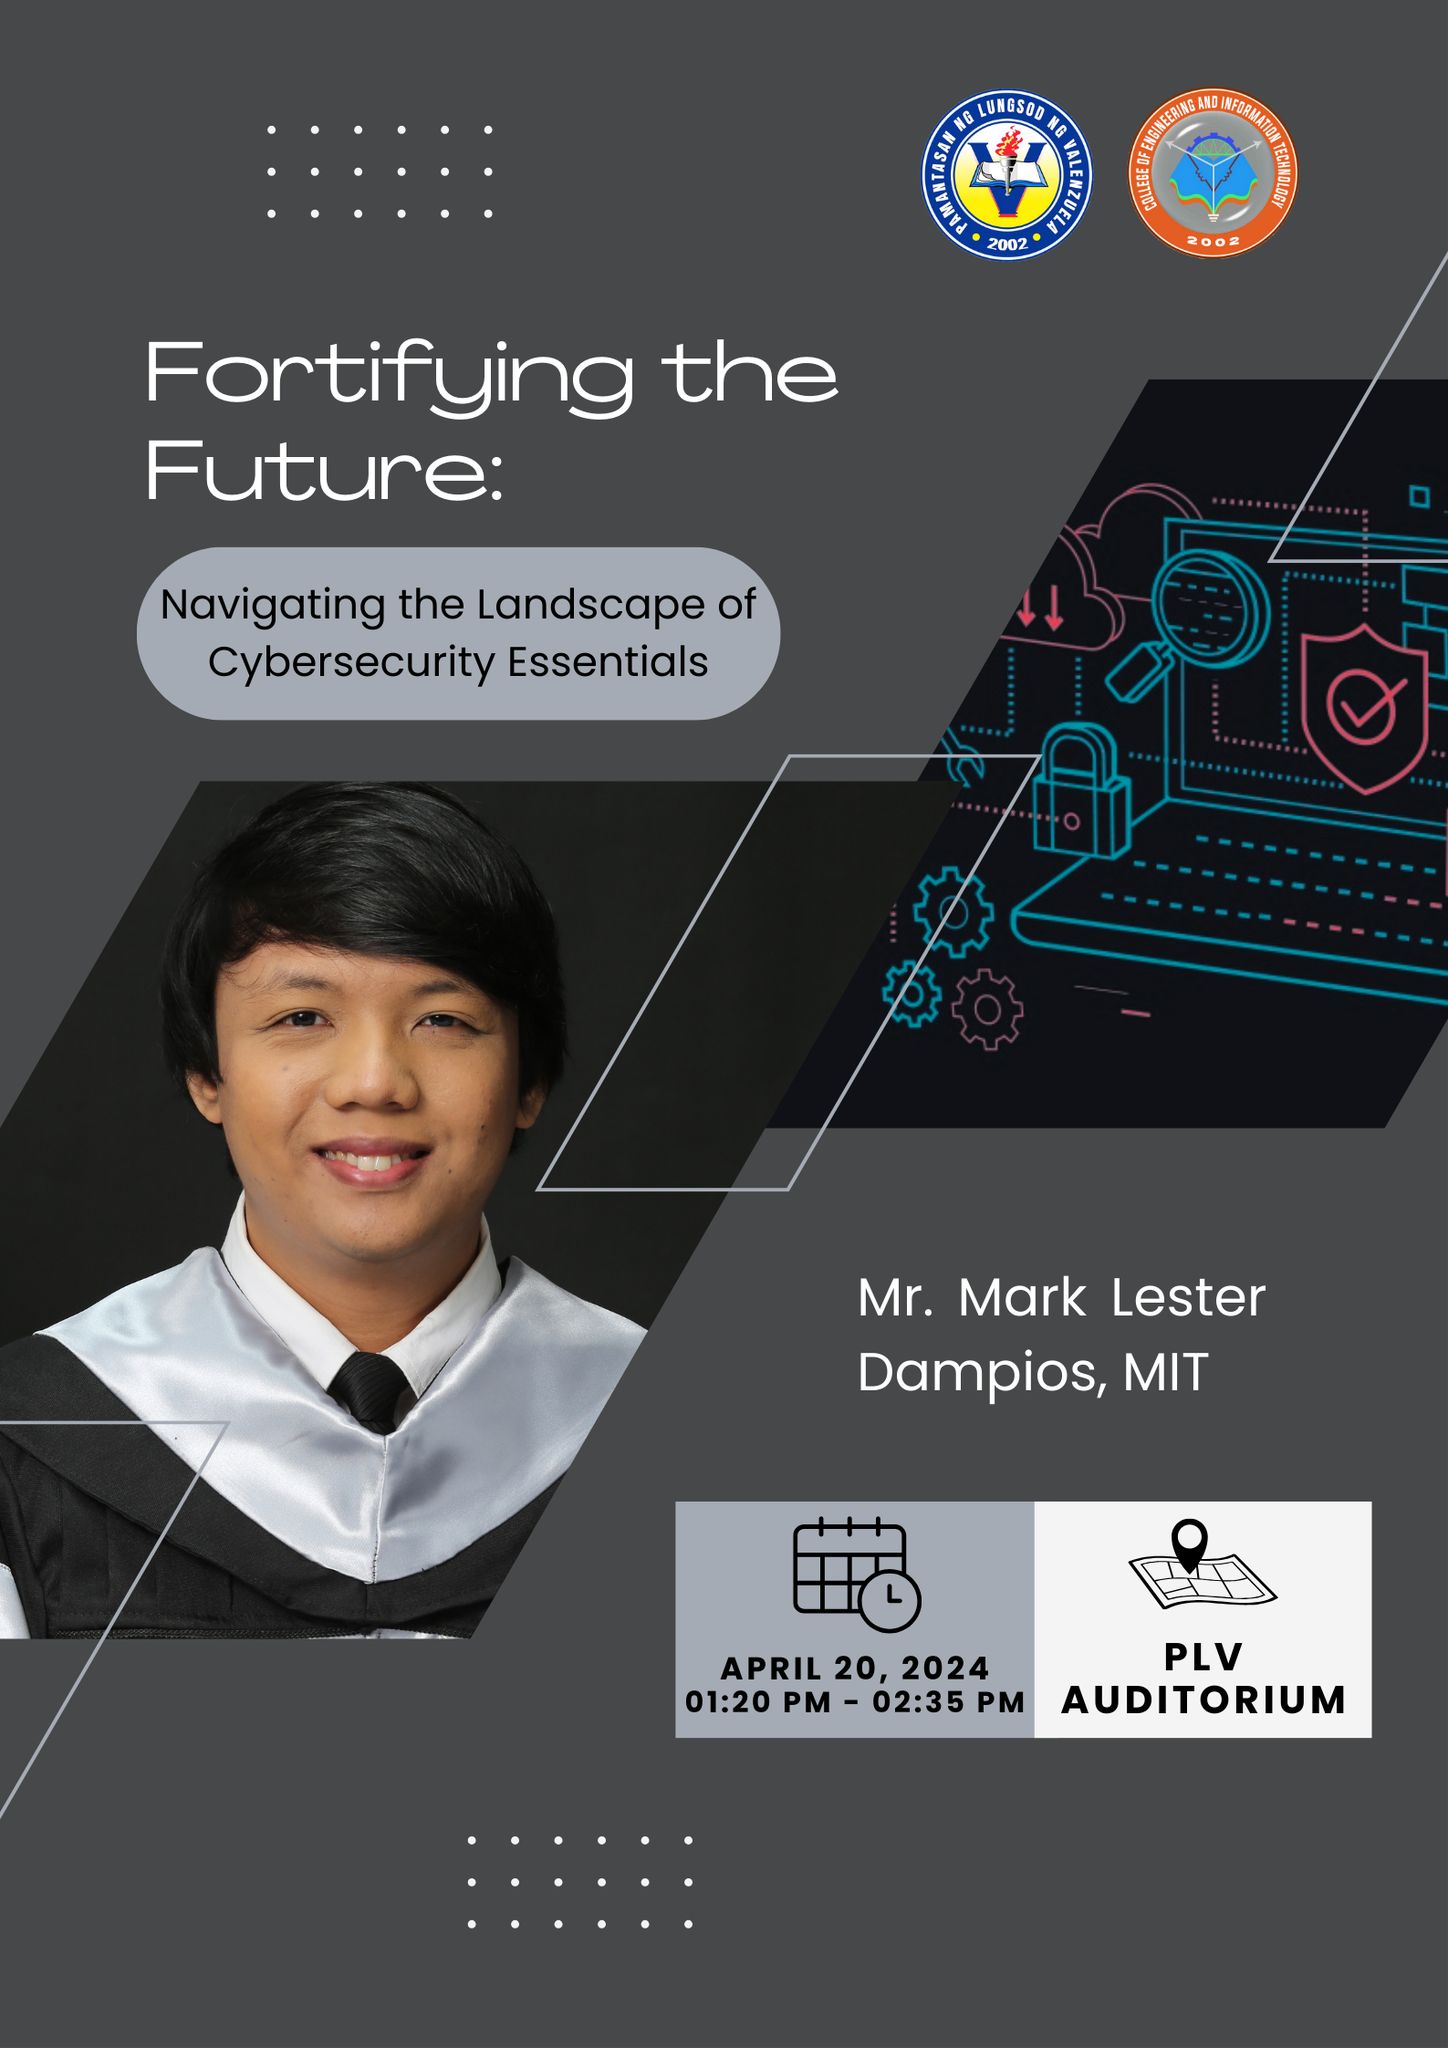 PAMANTASAN NG LUNGSOD NG VALENZUELA
2002
COLLEGE OF ENGINEERING AND INFORMATION TECHNOLOGY
2002
Fortifying the
Future:
Navigating the Landscape of
Cybersecurity Essentials
Mr. Mark Lester
Dampios, MIT
APRIL 20, 2024
01:20 PM - 02:35 PM
PLV
AUDITORIUM